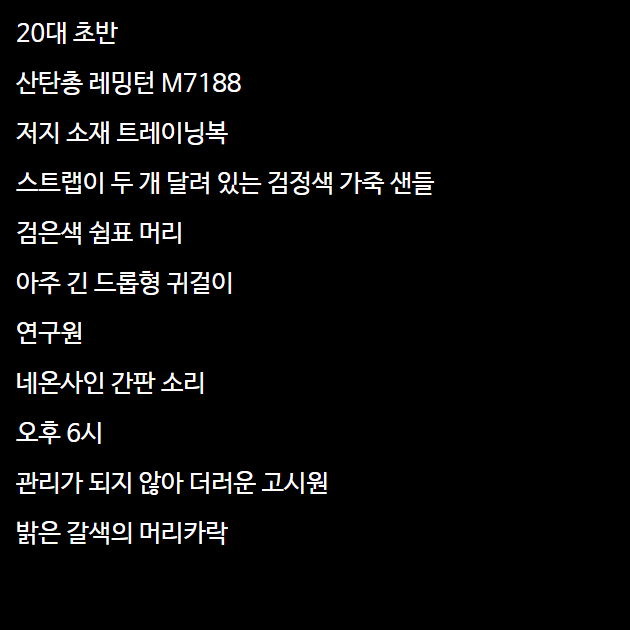 20대 초반
산탄총 레밍턴 M7188
저지 소재 트레이닝복
스트랩이 두 개 달려 있는 검정색 가죽 샌들
검은색 쉼표 머리
아주 긴 드롭형 귀걸이
연구원
네온사인 간판 소리
오후 6시
관리가 되지 않아 더러운 고시원
밝은 갈색의 머리카락